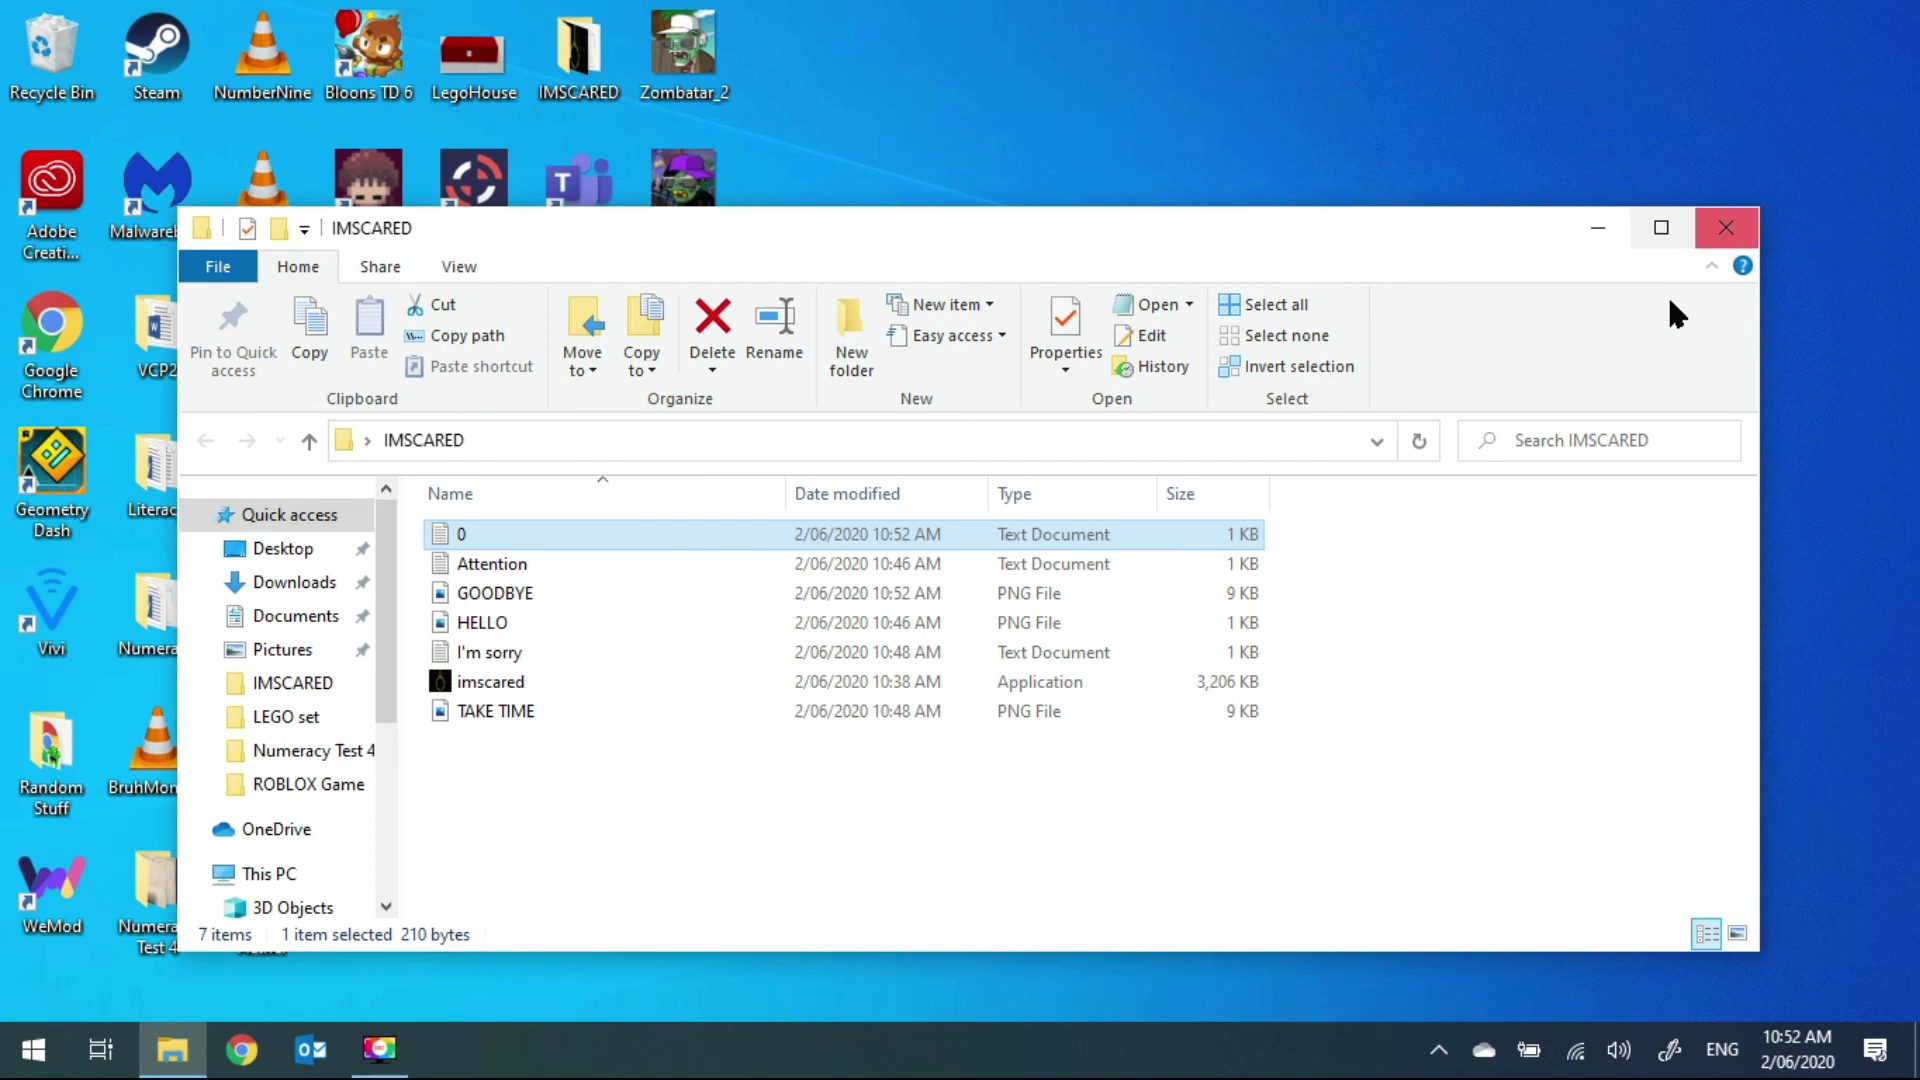 Recycle Bin
Steam
NumberNine
Bloons TD 6
LegoHouse
IMSCARED
Zombatar_2
T
Adobe
Creati...
Malwareb
Google
Chrome
VCP2
Geometry
Dash
Literac
Vivi
Numera
Random
Stuff
BruhMon
WeMod
Numera
Test 4
IMSCARED
File
Home
Share
View
Pin to Quick
access
Copy
Paste
Cut
Copy path
Paste shortcut
Clipboard
Move
to
Copy
to
Delete
Rename
Organize
New
folder
New item
Easy access
New
Properties
Open
Edit
History
Open
Select all
Select none
Invert selection
Select
IMSCARED
Search IMSCARED
Quick access
Desktop
Downloads
Documents
Pictures
IMSCARED
LEGO set
Numeracy Test 4
ROBLOX Game
OneDrive
This PC
3D Objects
Name Date modified Type Size
0 2/06/2020 10:52 AM Text Document 1 KB
Attention 2/06/2020 10:46 AM Text Document 1 KB
GOODBYE 2/06/2020 10:52 AM PNG File 9 KB
HELLO 2/06/2020 10:46 AM PNG File 1 KB
I'm sorry 2/06/2020 10:48 AM Text Document 1 KB
imscared 2/06/2020 10:38 AM Application 3,206 KB
TAKE TIME 2/06/2020 10:48 AM PNG File 9 KB
7 items 1 item selected 210 bytes
ENG
10:52 AM
2/06/2020